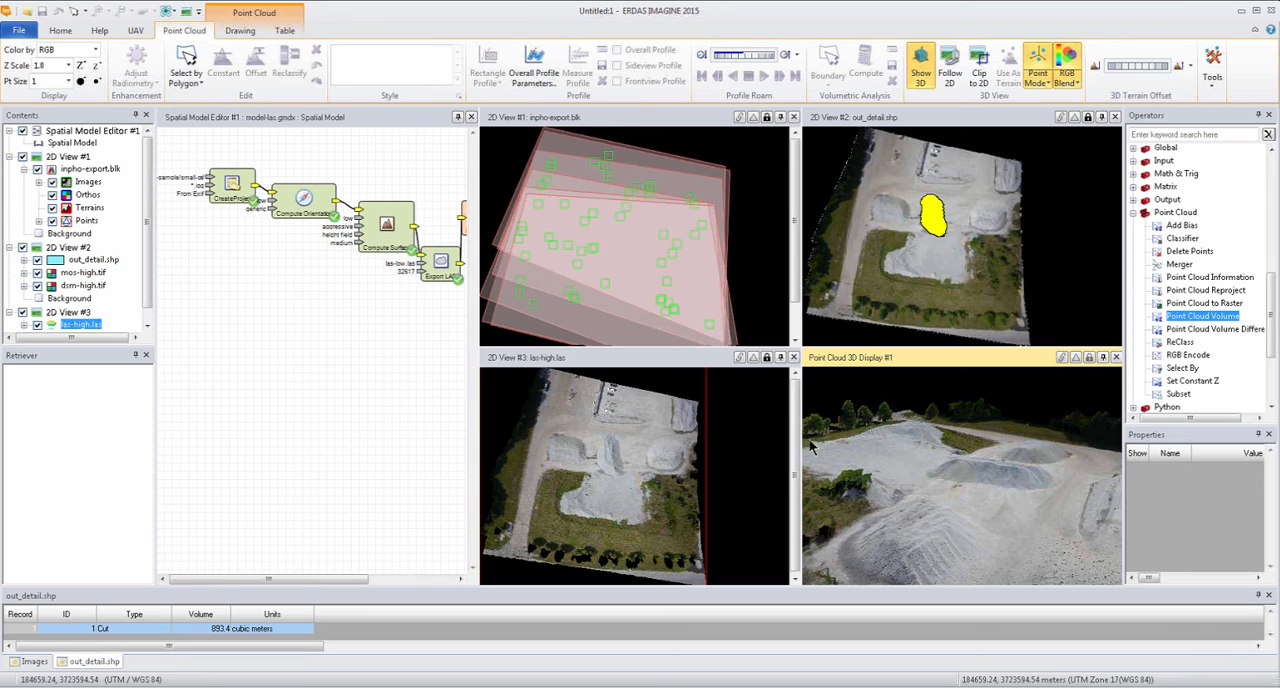 Point Cloud
Untitled:1 - ERDAS IMAGINE 2015
File Home Help UAV Point Cloud Drawing Table
Color by RGB
Z Scale 1.0
Pt Size 1
Display
Adjust Radiometry
Enhancement
Select by Polygon
Constant
Offset
Reclassify
Edit
Style
Rectangle Profile
Overall Profile Parameters..
Measure Profile
Overall Profile
Sideview Profile
Frontview Profile
Profile
Profile Roam
Boundary
Compute
Volumetric Analysis
Show 3D
Follow 2D
Clip to 2D
Use As Terrain
Point Mode
RGB Blend
3D View
3D Terrain Offset
Tools
Contents
Spatial Model Editor #1
Spatial Model
2D View #1
inpho-export.blk
Images
Orthos
Terrains
Points
Background
2D View #2
out_detail.shp
mos-high.tif
dsm-high.tif
Background
2D View #3
las-high.las
Retriever
Spatial Model Editor #1 : model-las.gmdx : Spatial Model
From Exif
generic
Compute Orientatio
low
aggressive
height field
medium
Compute Surfac
las-low.las
32617
Export LA
2D View #1: inpho-export.blk
2D View #2: out_detail.shp
2D View #3: las-high.las
Point Cloud 3D Display #1
Operators
Enter keyword search here
Global
Input
Math & Trig
Matrix
Output
Point Cloud
Add Bias
Classifier
Delete Points
Merger
Point Cloud Information
Point Cloud Reproject
Point Cloud to Raster
Point Cloud Volume
Point Cloud Volume Differe
ReClass
RGB Encode
Select By
Set Constant Z
Subset
Python
Properties
Show Name Value
out_detail.shp
Record ID Type Volume Units
1 Cut 893.4 cubic meters
Images out_detail.shp
184659.24, 3723594.54 (UTM / WGS 84)
184659.24, 3723594.54 meters (UTM Zone 17(WGS 84))